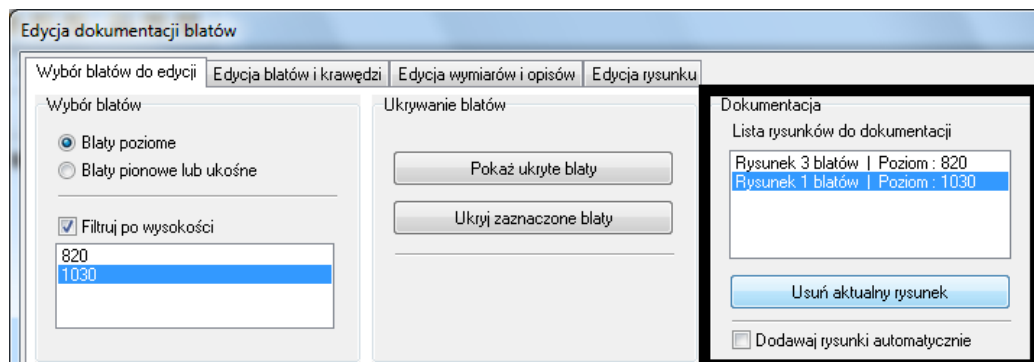 Edycja dokumentacji blatów
Wybór blatów do edycji Edycja blatów i krawędzi Edycja wymiarów i opisów Edycja rysunku
Wybór blatów
Blaty poziome
Blaty pionowe lub ukośne
Filtruj po wysokości
820
1030
Ukrywanie blatów
Pokaż ukryte blaty
Ukryj zaznaczone blaty
Dokumentacja
Lista rysunków do dokumentacji
Rysunek 3 blatów | Poziom : 820
Rysunek 1 blatów | Poziom : 1030
Usuń aktualny rysunek
Dodawaj rysunki automatycznie